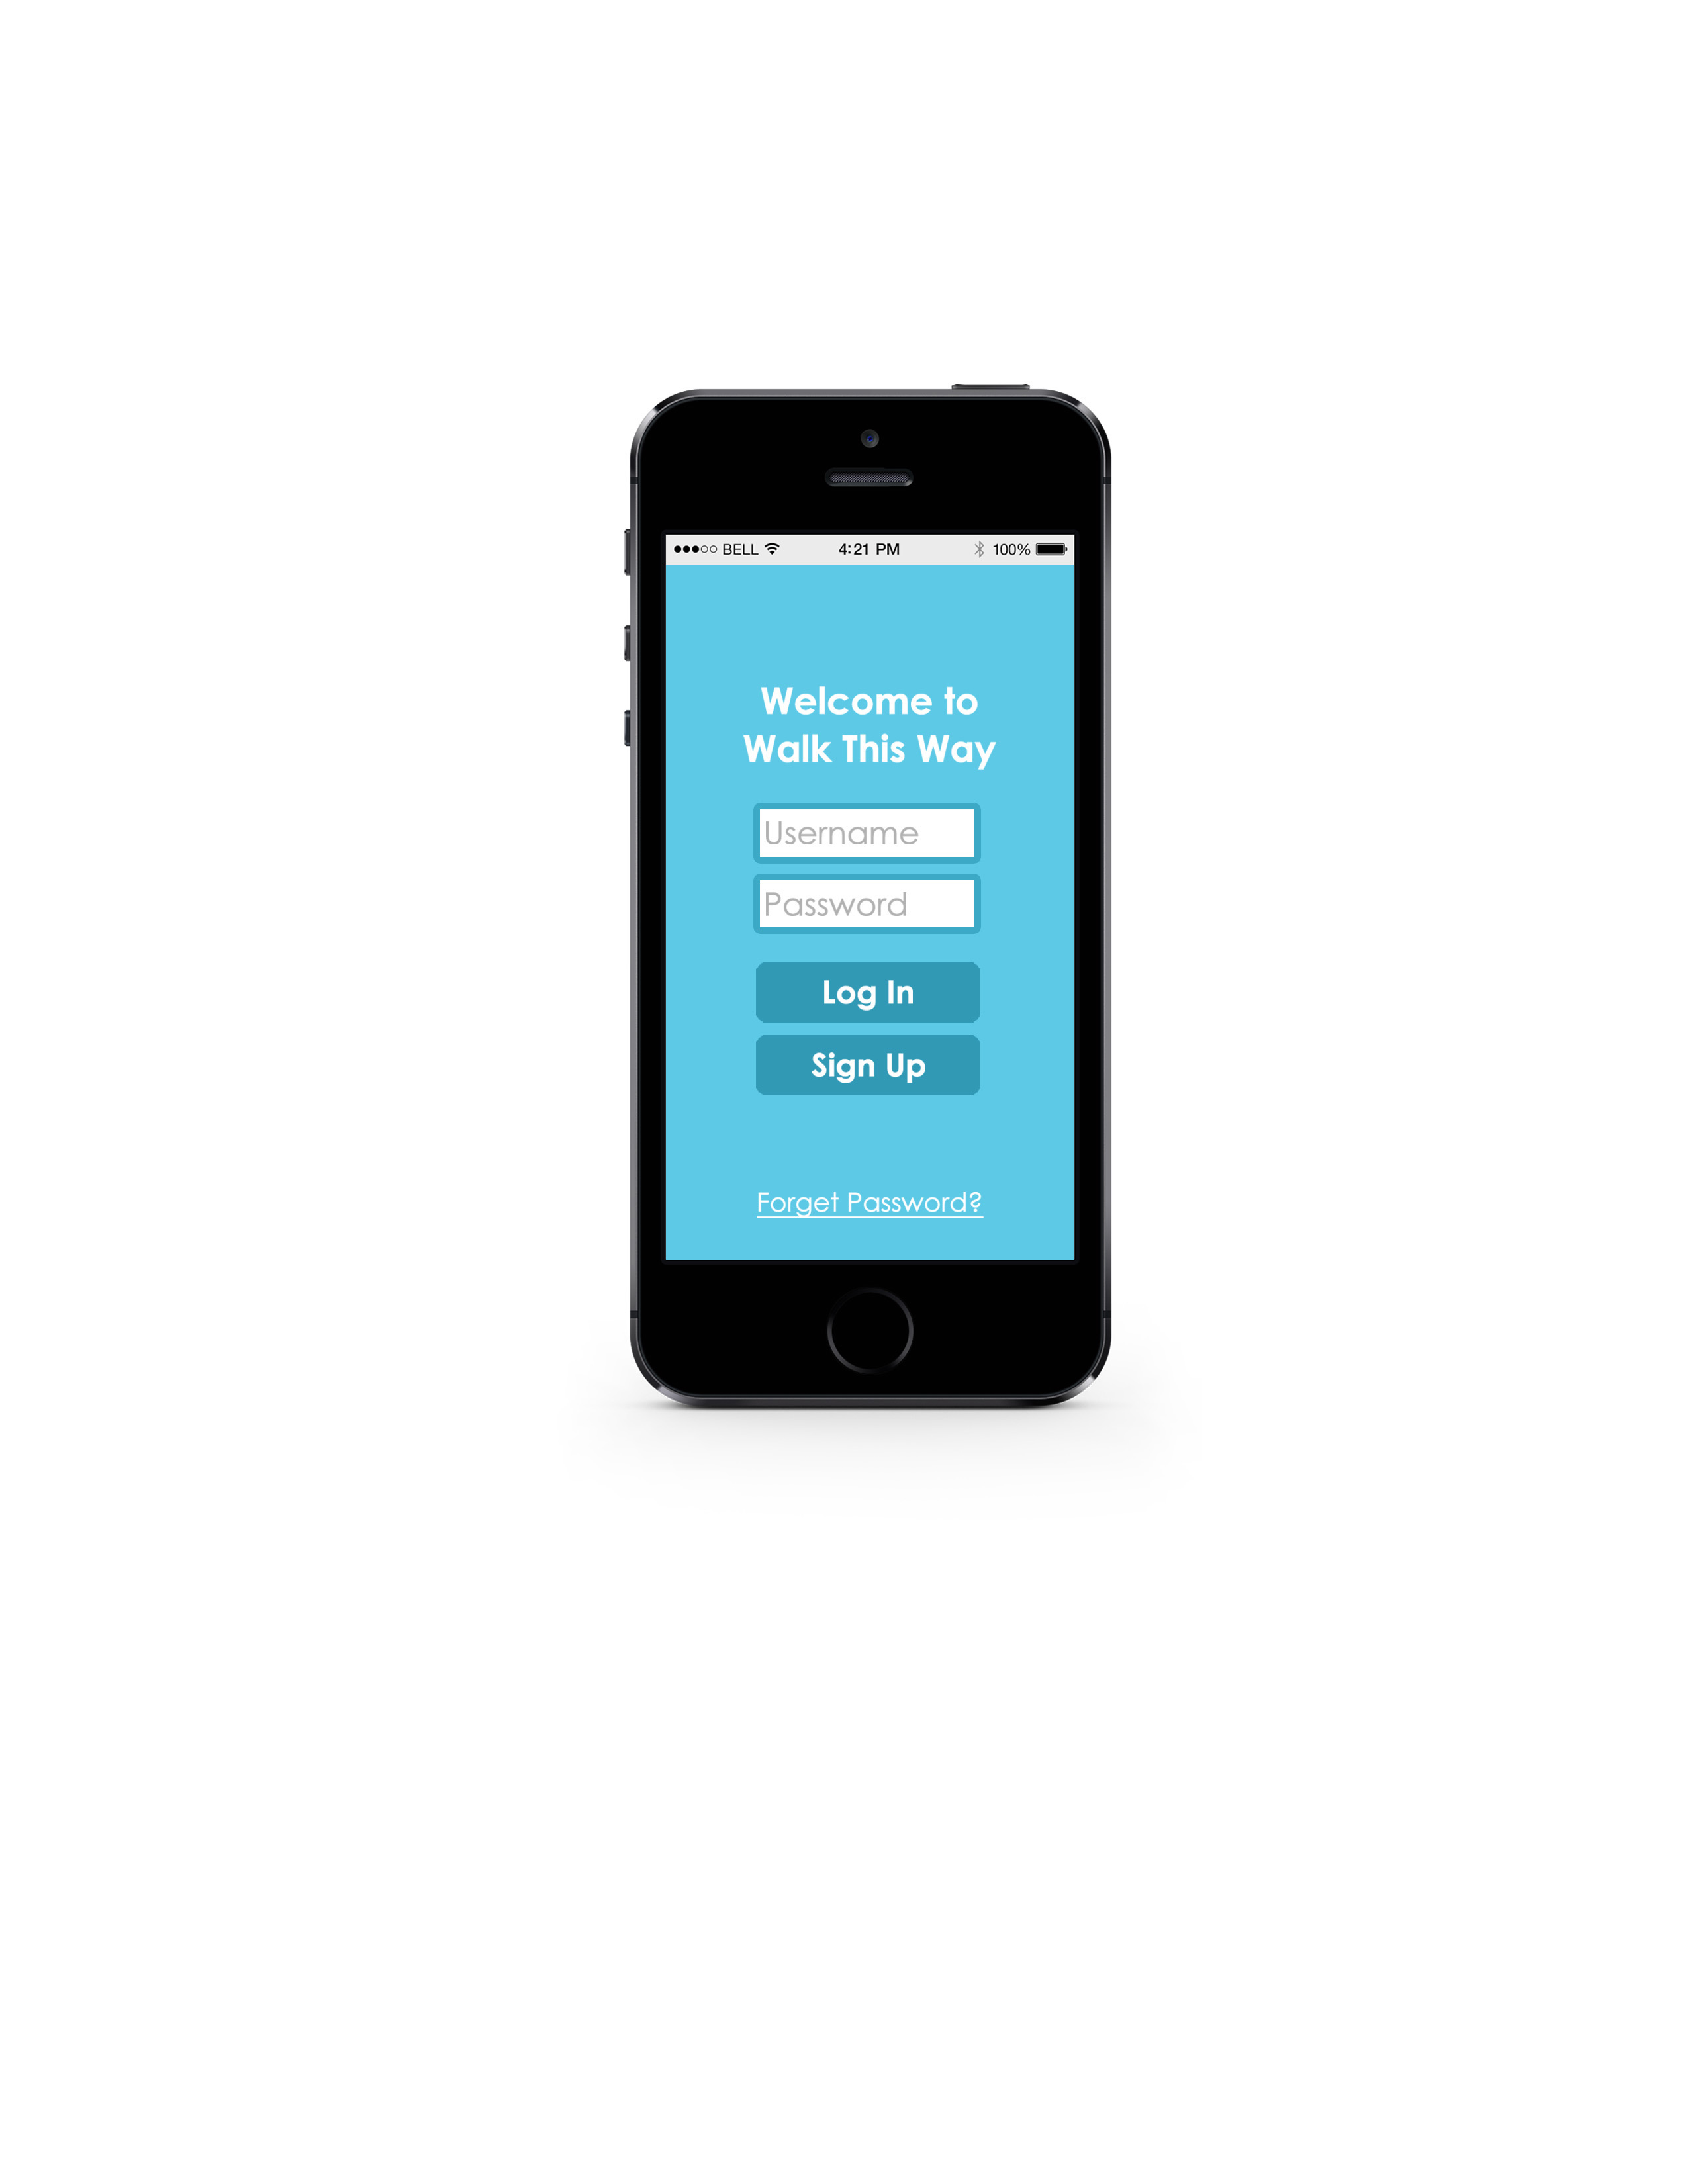 BELL 4:21 PM 100%
Welcome to
Walk This Way
Username
Password
Log In
Sign Up
Forget Password?